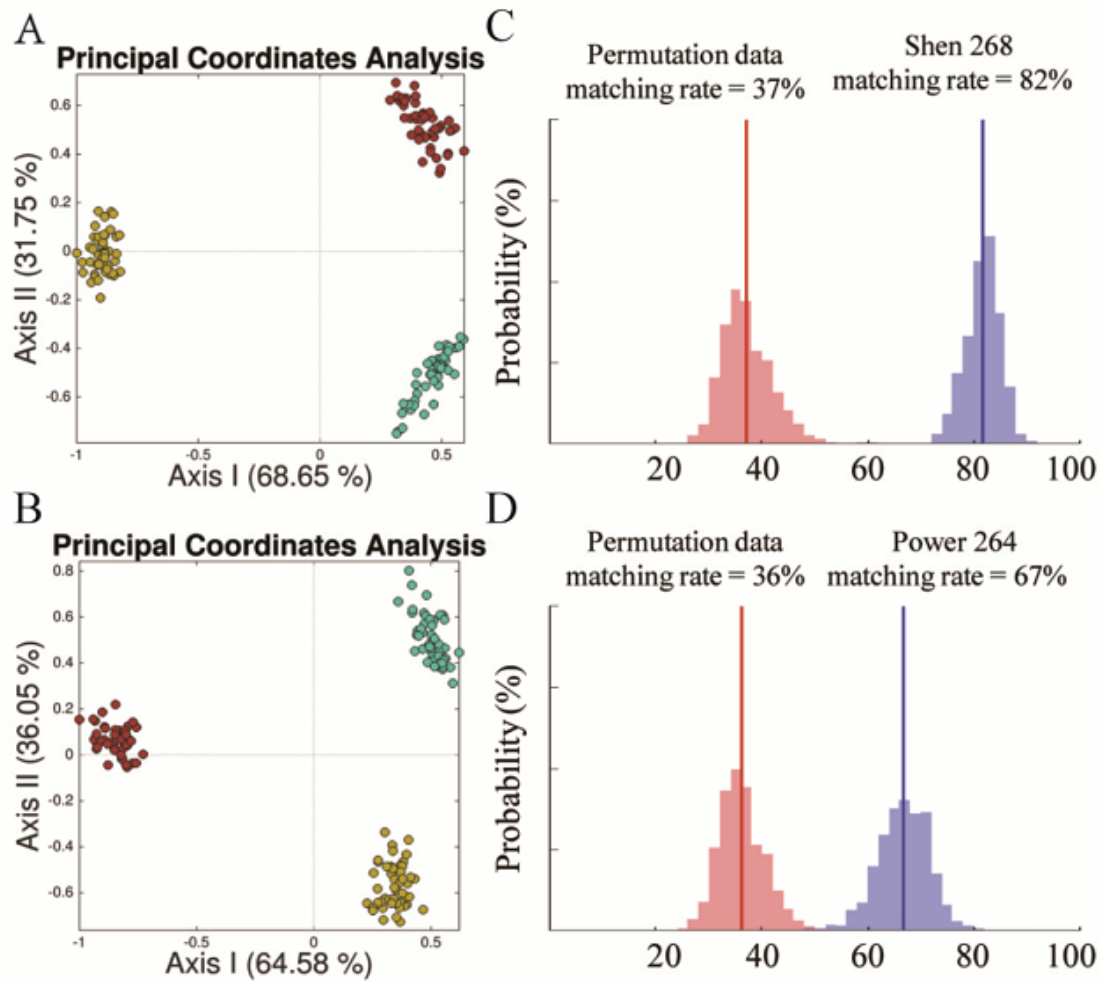 A
Principal Coordinates Analysis
0.6
0.4
0.2
0
-0.2
-0.4
-0.6
-1
-0.5
0
0.5
Axis II (31.75 %)
Axis I (68.65 %)
C
Permutation data
matching rate = 37%
Shen 268
matching rate = 82%
Probability (%)
20
40
60
80
100
B
Principal Coordinates Analysis
0.8
0.6
0.4
0.2
0
-0.2
-0.4
-0.6
-1
-0.5
0
0.5
Axis II (36.05 %)
Axis I (64.58 %)
D
Permutation data
matching rate = 36%
Power 264
matching rate = 67%
Probability (%)
20
40
60
80
100